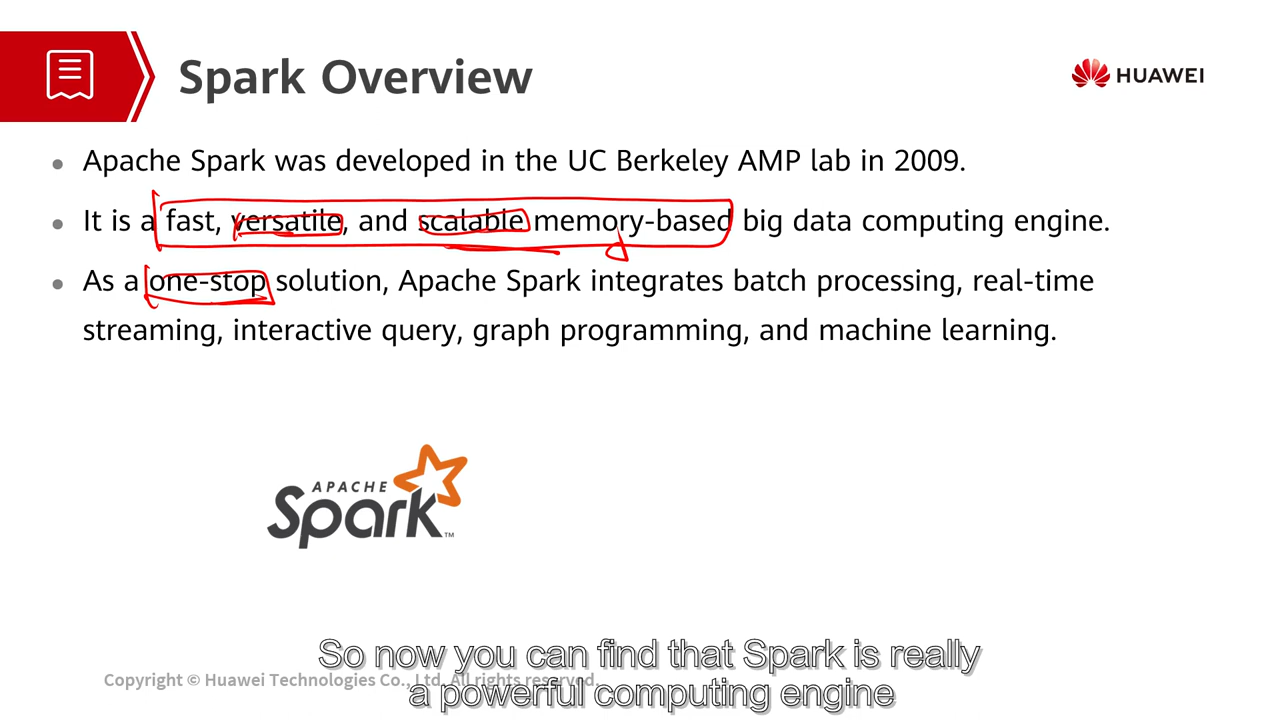 Spark Overview
HUAWEI
Apache Spark was developed in the UC Berkeley AMP lab in 2009.
It is a fast, versatile, and scalable memory-based big data computing engine.
As a one-stop solution, Apache Spark integrates batch processing, real-time
streaming, interactive query, graph programming, and machine learning.
APACHE
Spark™
So now you can find that Spark is really
Copyright © Huawei Technologies Co., Ltd. All rights reserved.
a powerful computing engine